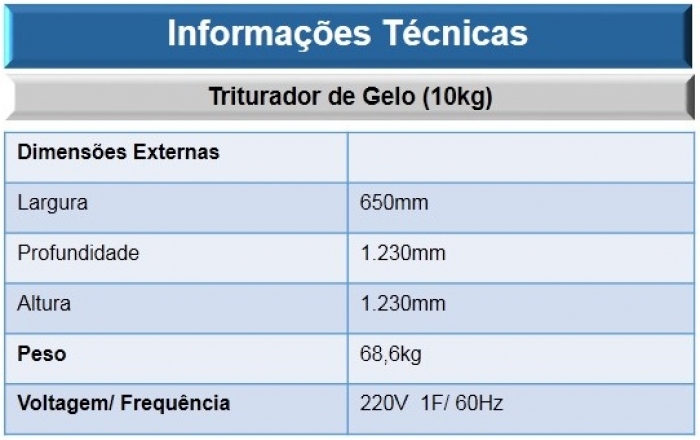 Informações Técnicas
Triturador de Gelo (10kg)
Dimensões Externas
Largura 650mm
Profundidade 1.230mm
Altura 1.230mm
Peso 68,6kg
Voltagem/ Frequência 220V 1F/ 60Hz